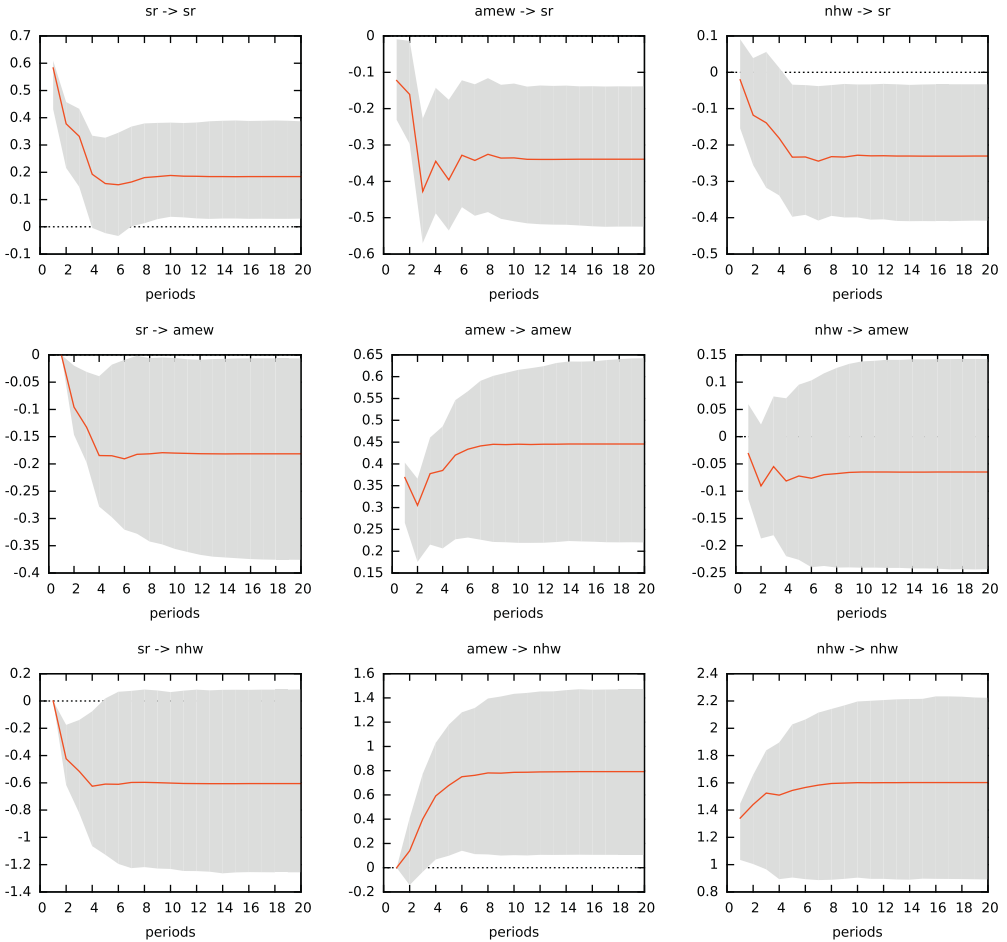 sr -> sr
amew -> sr
nhw -> sr
0.7
0.6
0.5
0.4
0.3
0.2
0.1
0
-0.1
0 2 4 6 8 10 12 14 16 18 20
periods
0
-0.1
-0.2
-0.3
-0.4
-0.5
-0.6
0 2 4 6 8 10 12 14 16 18 20
periods
0.1
0
-0.1
-0.2
-0.3
-0.4
-0.5
0 2 4 6 8 10 12 14 16 18 20
periods
sr -> amew
amew -> amew
nhw -> amew
0
-0.05
-0.1
-0.15
-0.2
-0.25
-0.3
-0.35
-0.4
0 2 4 6 8 10 12 14 16 18 20
periods
0.65
0.6
0.55
0.5
0.45
0.4
0.35
0.3
0.25
0.2
0.15
0 2 4 6 8 10 12 14 16 18 20
periods
0.15
0.1
0.05
0
-0.05
-0.1
-0.15
-0.2
-0.25
0 2 4 6 8 10 12 14 16 18 20
periods
sr -> nhw
amew -> nhw
nhw -> nhw
0.2
0
-0.2
-0.4
-0.6
-0.8
-1
-1.2
-1.4
0 2 4 6 8 10 12 14 16 18 20
periods
1.6
1.4
1.2
1
0.8
0.6
0.4
0.2
0
-0.2
0 2 4 6 8 10 12 14 16 18 20
periods
2.4
2.2
2
1.8
1.6
1.4
1.2
1
0.8
0 2 4 6 8 10 12 14 16 18 20
periods